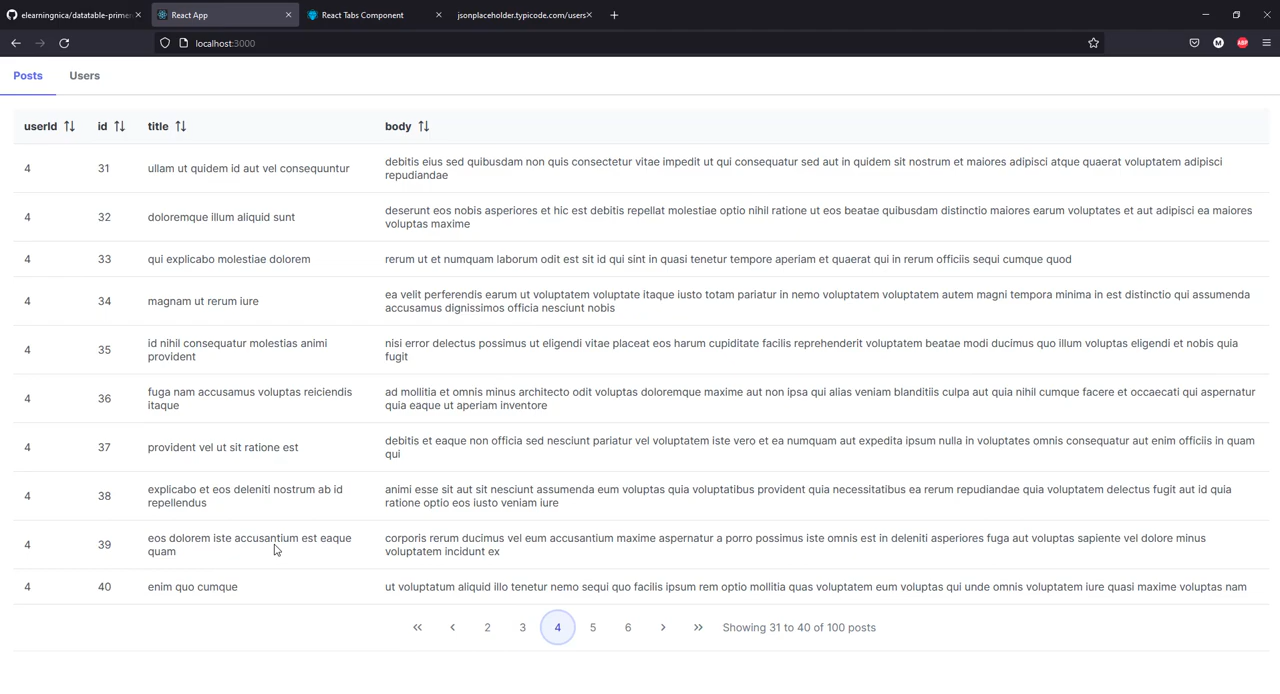 elearningnica/datatable-prime
React App
React Tabs Component
jsonplaceholder.typicode.com/users
localhost:3000
M
ABP
Posts
Users
userId
id
title
body
4
31
ullam ut quidem id aut vel consequuntur
debitis eius sed quibusdam non quis consectetur vitae impedit ut qui consequatur sed aut in quidem sit nostrum et maiores adipisci atque quaerat voluptatem adipisci
repudiandae
4
32
doloremque illum aliquid sunt
deserunt eos nobis asperiores et hic est debitis repellat molestiae optio nihil ratione ut eos beatae quibusdam distinctio maiores earum voluptates et aut adipisci ea maiores
voluptas maxime
4
33
qui explicabo molestiae dolorem
rerum ut et numquam laborum odit est sit id qui sint in quasi tenetur tempore aperiam et quaerat qui in rerum officiis sequi cumque quod
4
34
magnam ut rerum iure
ea velit perferendis earum ut voluptatem voluptate itaque iusto totam pariatur in nemo voluptatem voluptatem autem magni tempora minima in est distinctio qui assumenda
accusamus dignissimos officia nesciunt nobis
4
35
id nihil consequatur molestias animi
provident
nisi error delectus possimus ut eligendi vitae placeat eos harum cupiditate facilis reprehenderit voluptatem beatae modi ducimus quo illum voluptas eligendi et nobis quia
fugit
4
36
fuga nam accusamus voluptas reiciendis
itaque
ad mollitia et omnis minus architecto odit voluptas doloremque maxime aut non ipsa qui alias veniam blanditiis culpa aut quia nihil cumque facere et occaecati qui aspernatur
quia eaque ut aperiam inventore
4
37
provident vel ut sit ratione est
debitis et eaque non officia sed nesciunt pariatur vel voluptatem iste vero et ea numquam aut expedita ipsum nulla in voluptates omnis consequatur aut enim officiis in quam
qui
4
38
explicabo et eos deleniti nostrum ab id
repellendus
animi esse sit aut sit nesciunt assumenda eum voluptas quia voluptatibus provident quia necessitatibus ea rerum repudiandae quia voluptatem delectus fugit aut id quia
ratione optio eos iusto veniam iure
4
39
eos dolorem iste accusantium est eaque
quam
corporis rerum ducimus vel eum accusantium maxime aspernatur a porro possimus iste omnis est in deleniti asperiores fuga aut voluptas sapiente vel dolore minus
voluptatem incidunt ex
4
40
enim quo cumque
ut voluptatum aliquid illo tenetur nemo sequi quo facilis ipsum rem optio mollitia quas voluptatem eum voluptas qui unde omnis voluptatem iure quasi maxime voluptas nam
2
3
4
5
6
Showing 31 to 40 of 100 posts